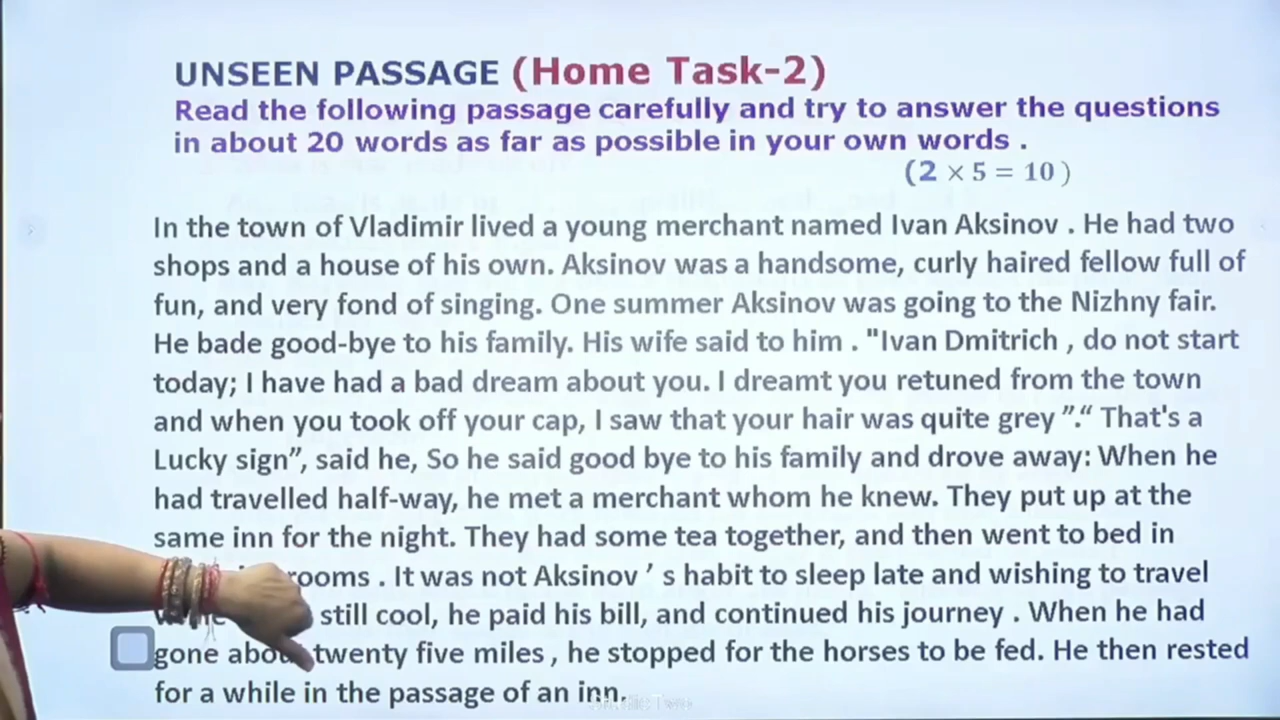 UNSEEN PASSAGE (Home Task-2)
Read the following passage carefully and try to answer the questions
in about 20 words as far as possible in your own words .
(2 × 5 = 10 )
In the town of Vladimir lived a young merchant named Ivan Aksinov . He had two
shops and a house of his own. Aksinov was a handsome, curly haired fellow full of
fun, and very fond of singing. One summer Aksinov was going to the Nizhny fair.
He bade good-bye to his family. His wife said to him . "Ivan Dmitrich , do not start
today; I have had a bad dream about you. I dreamt you retuned from the town
and when you took off your cap, I saw that your hair was quite grey ”.“ That's a
Lucky sign”, said he, So he said good bye to his family and drove away: When he
had travelled half-way, he met a merchant whom he knew. They put up at the
same inn for the night. They had some tea together, and then went to bed in
rooms . It was not Aksinov ’ s habit to sleep late and wishing to travel
still cool, he paid his bill, and continued his journey . When he had
gone about twenty five miles , he stopped for the horses to be fed. He then rested
for a while in the passage of an inn.